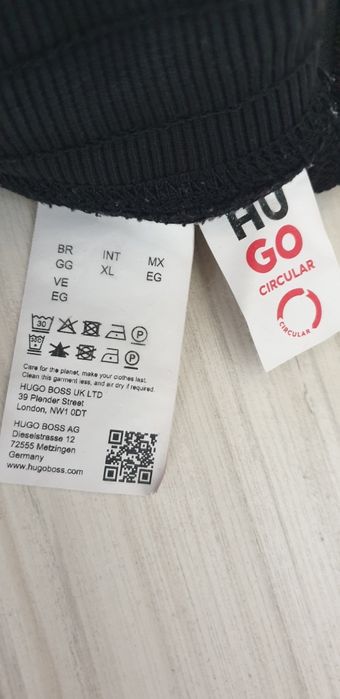 BR INT MX
GG XL EG
VE
EG
30
P
P
Care for the planet, make your clothes last.
Clean this garment less, and air dry if required.
HUGO BOSS UK LTD
39 Plender Street
London, NW1 0DT
HUGO BOSS AG
Dieselstrasse 12
72555 Metzingen
Germany
www.hugoboss.com
HU
GO
CIRCULAR
CIRCULAR